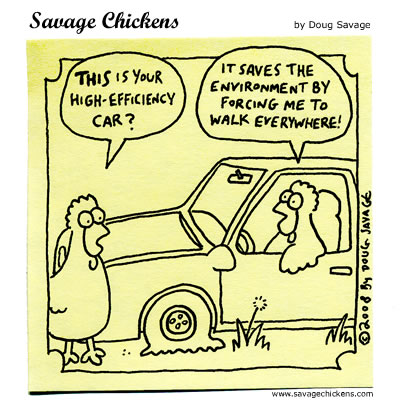 Savage Chickens
by Doug Savage
THIS IS YOUR
HIGH-EFFICIENCY
CAR?
IT SAVES THE
ENVIRONMENT BY
FORCING ME TO
WALK EVERYWHERE!
©2008 BY DOUG SAVAGE
www.savagechickens.com